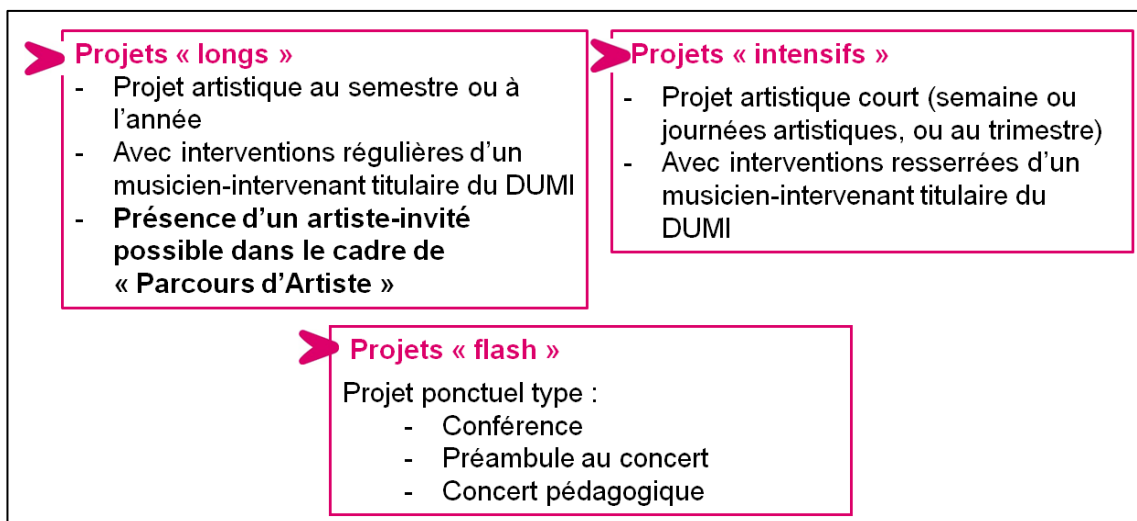 Projets « longs »
- Projet artistique au semestre ou à
l’année
- Avec interventions régulières d’un
musicien-intervenant titulaire du DUMI
- Présence d’un artiste-invité
possible dans le cadre de
« Parcours d’Artiste »
Projets « intensifs »
- Projet artistique court (semaine ou
journées artistiques, ou au trimestre)
- Avec interventions resserrées d’un
musicien-intervenant titulaire du
DUMI
Projets « flash »
Projet ponctuel type :
- Conférence
- Préambule au concert
- Concert pédagogique